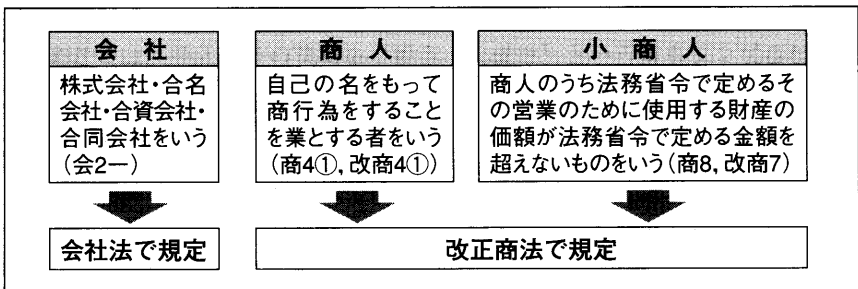 会社
株式会社・合名
会社・合資会社・
合同会社をいう
(会2一)
商人
自己の名をもって
商行為をすること
を業とする者をいう
(商4①, 改商4①)
小商人
商人のうち法務省令で定めるそ
の営業のために使用する財産の
価額が法務省令で定める金額を
超えないものをいう(商8, 改商7)
会社法で規定
改正商法で規定